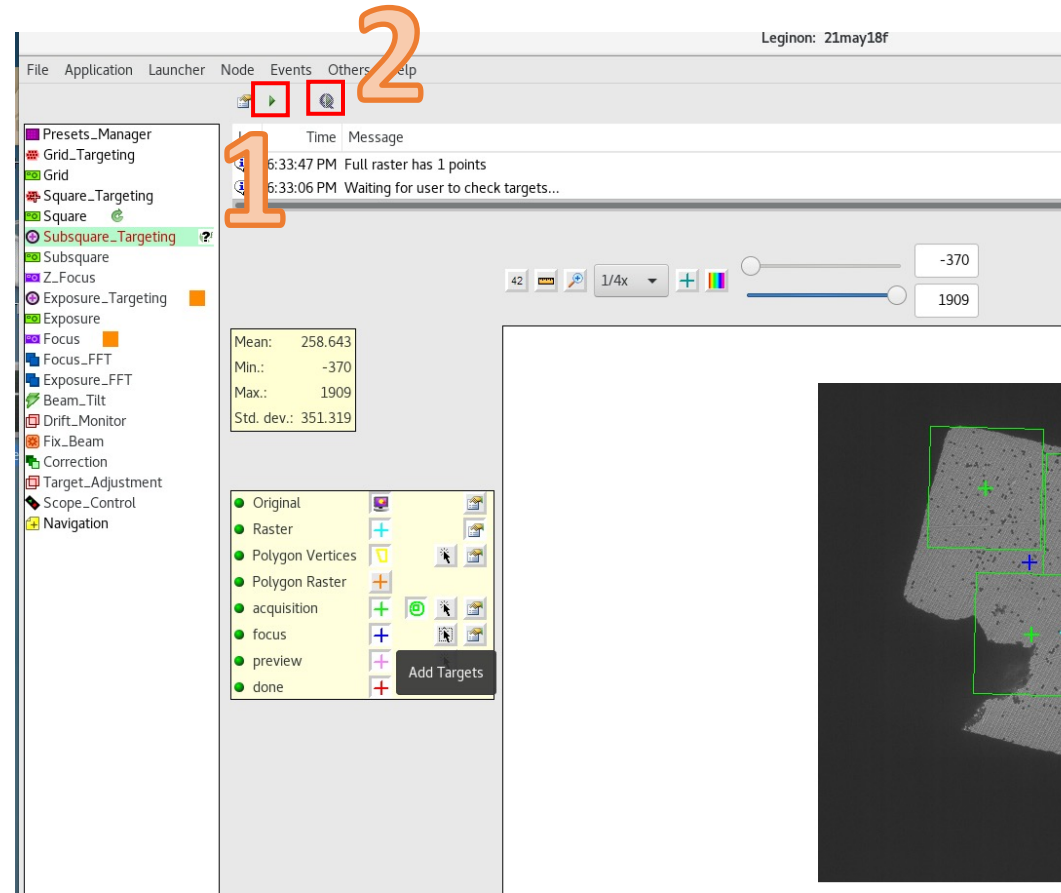 Leginon: 21may18f
File Application Launcher Node Events Others
2
Presets_Manager
Grid_Targeting
Grid
Square_Targeting
Square
Subsquare_Targeting
Subsquare
Z_Focus
Exposure_Targeting
Exposure
Focus
Focus_FFT
Exposure_FFT
Beam_Tilt
Drift_Monitor
Fix_Beam
Correction
Target_Adjustment
Scope_Control
Navigation
1
Time Message
6:33:47 PM Full raster has 1 points
6:33:06 PM Waiting for user to check targets...
42 1/4x
-370
1909
Mean: 258.643
Min.: -370
Max.: 1909
Std. dev.: 351.319
Original
Raster
Polygon Vertices
Polygon Raster
acquisition
focus
preview
done
Add Targets